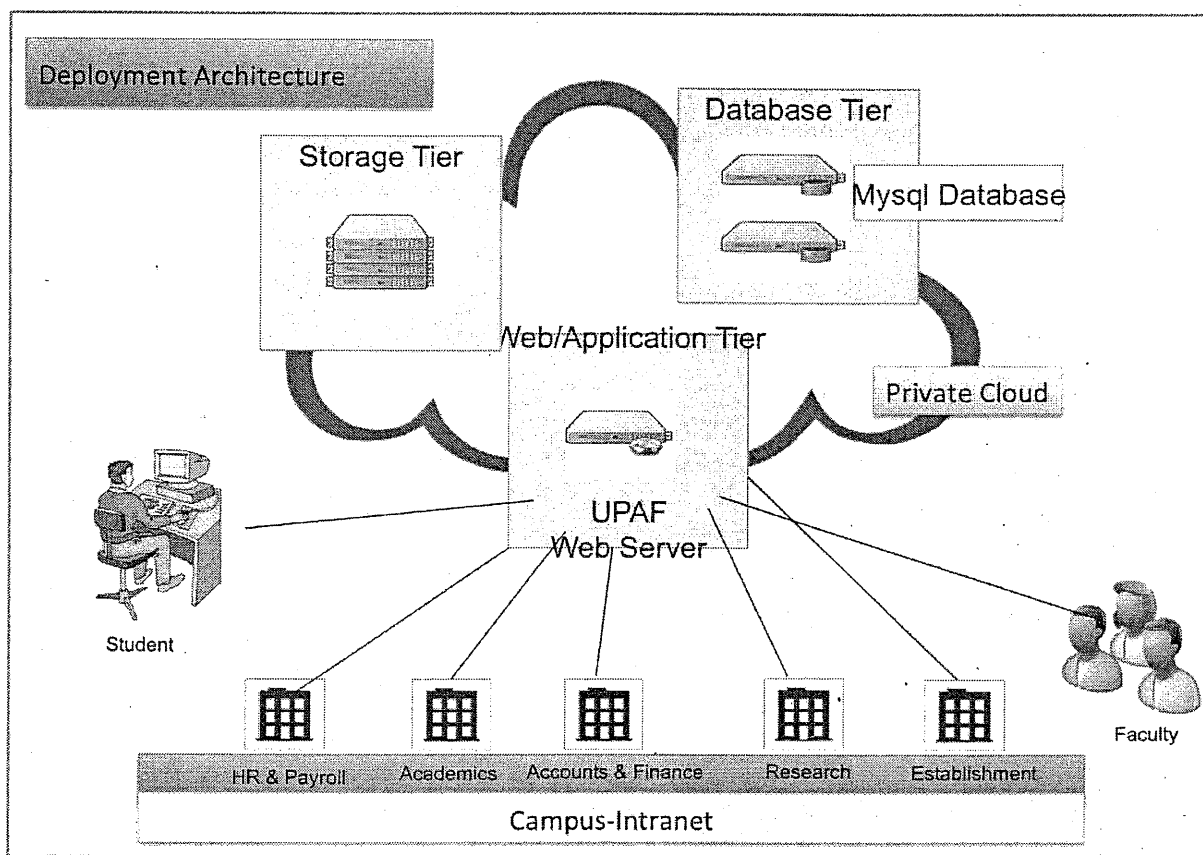 Deployment Architecture
Storage Tier
Database Tier
Mysql Database
Web/Application Tier
Private Cloud
UPAF
Web Server
Student
Faculty
HR & Payroll
Academics
Accounts & Finance
Research
Establishment
Campus-Intranet